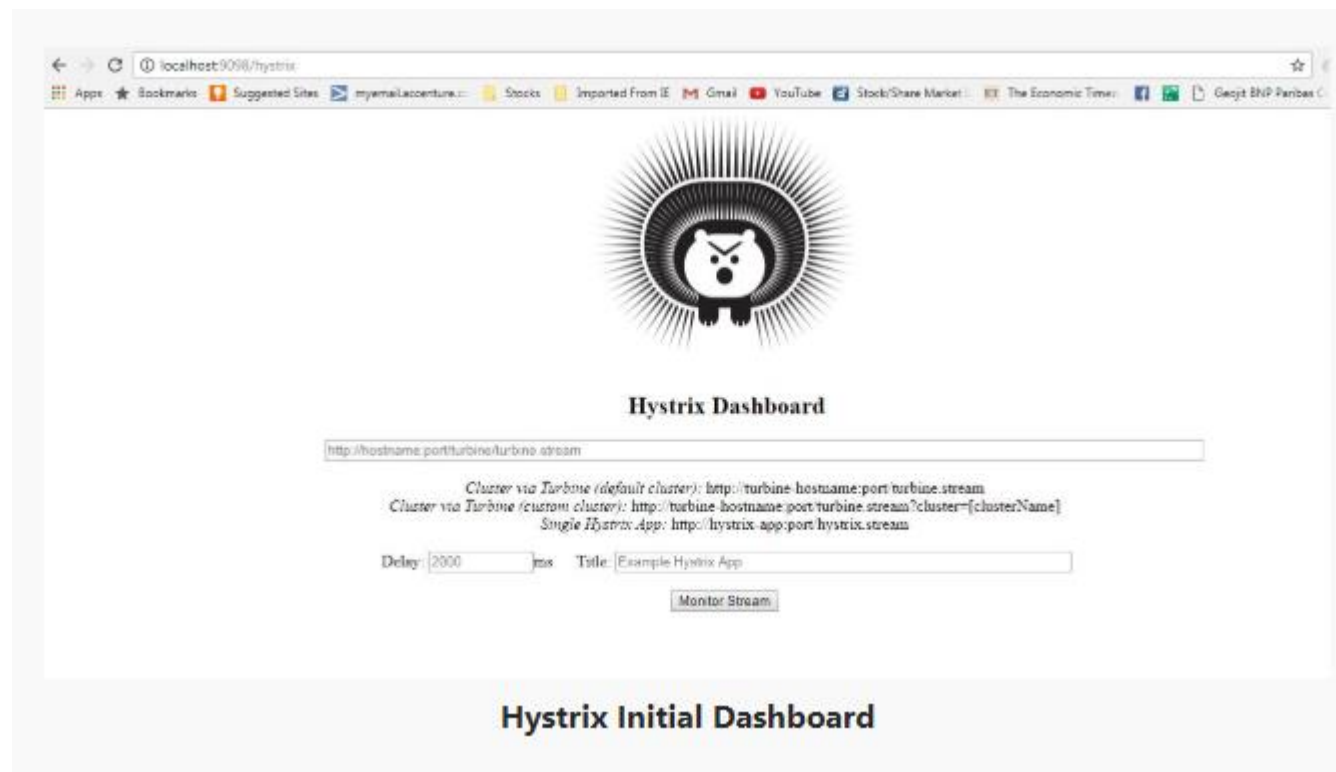 localhost:9098/hystrix
Apps Bookmarks Suggested Sites myemail.accenture.c Stocks Imported From IE Gmail YouTube Stock/Share Market The Economic Times Geojit BNP Paribas C
Hystrix Dashboard
http://hostname:port/turbine/turbine.stream
Cluster via Turbine (default cluster): http://turbine-hostname:port/turbine.stream
Cluster via Turbine (custom cluster): http://turbine-hostname:port/turbine.stream?cluster=[clusterName]
Single Hystrix App: http://hystrix-app:port/hystrix.stream
Delay: 2000 ms Title: Example Hystrix App
Monitor Stream
Hystrix Initial Dashboard